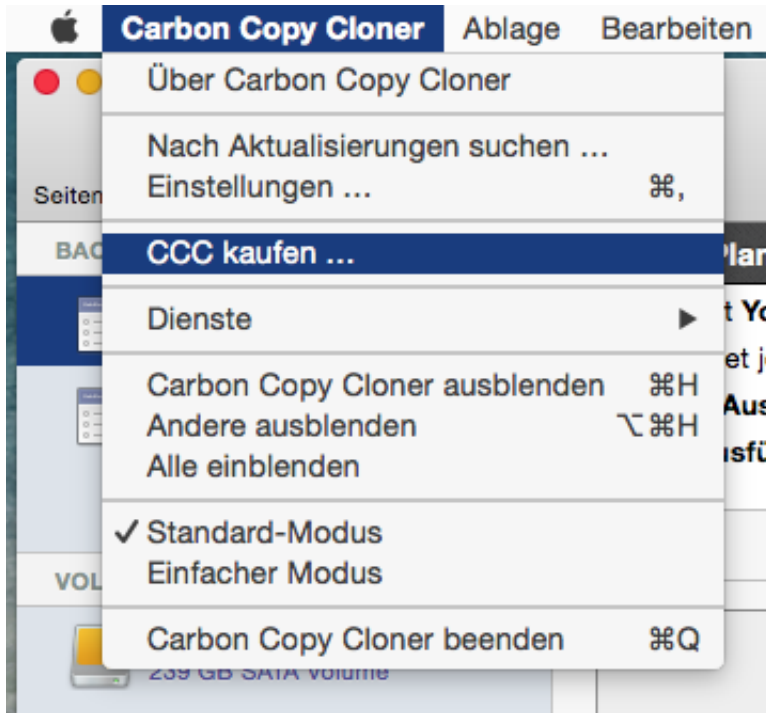 Carbon Copy Cloner Ablage Bearbeiten
Über Carbon Copy Cloner
Nach Aktualisierungen suchen ...
Einstellungen ... ⌘,
CCC kaufen ...
Dienste ▶
Carbon Copy Cloner ausblenden ⌘H
Andere ausblenden ⌥⌘H
Alle einblenden
✓ Standard-Modus
Einfacher Modus
Carbon Copy Cloner beenden ⌘Q
239 GB SATA Volume